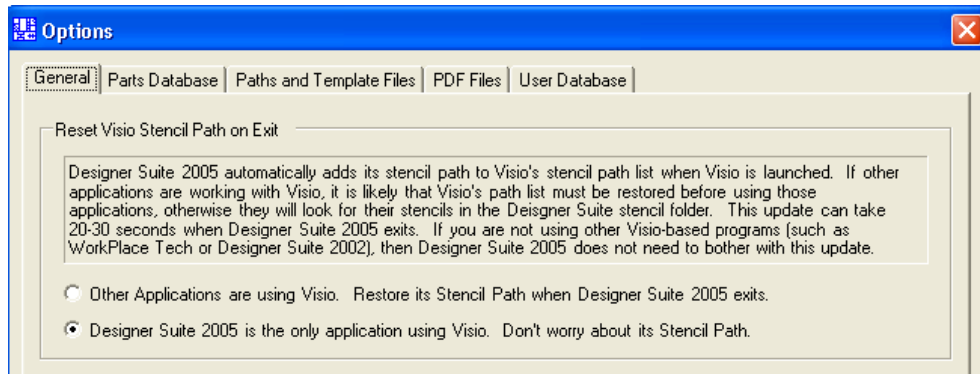 Options
General Parts Database Paths and Template Files PDF Files User Database
Reset Visio Stencil Path on Exit
Designer Suite 2005 automatically adds its stencil path to Visio's stencil path list when Visio is launched. If other
applications are working with Visio, it is likely that Visio's path list must be restored before using those
applications, otherwise they will look for their stencils in the Deisgner Suite stencil folder. This update can take
20-30 seconds when Designer Suite 2005 exits. If you are not using other Visio-based programs (such as
WorkPlace Tech or Designer Suite 2002), then Designer Suite 2005 does not need to bother with this update.
Other Applications are using Visio. Restore its Stencil Path when Designer Suite 2005 exits.
Designer Suite 2005 is the only application using Visio. Don't worry about its Stencil Path.